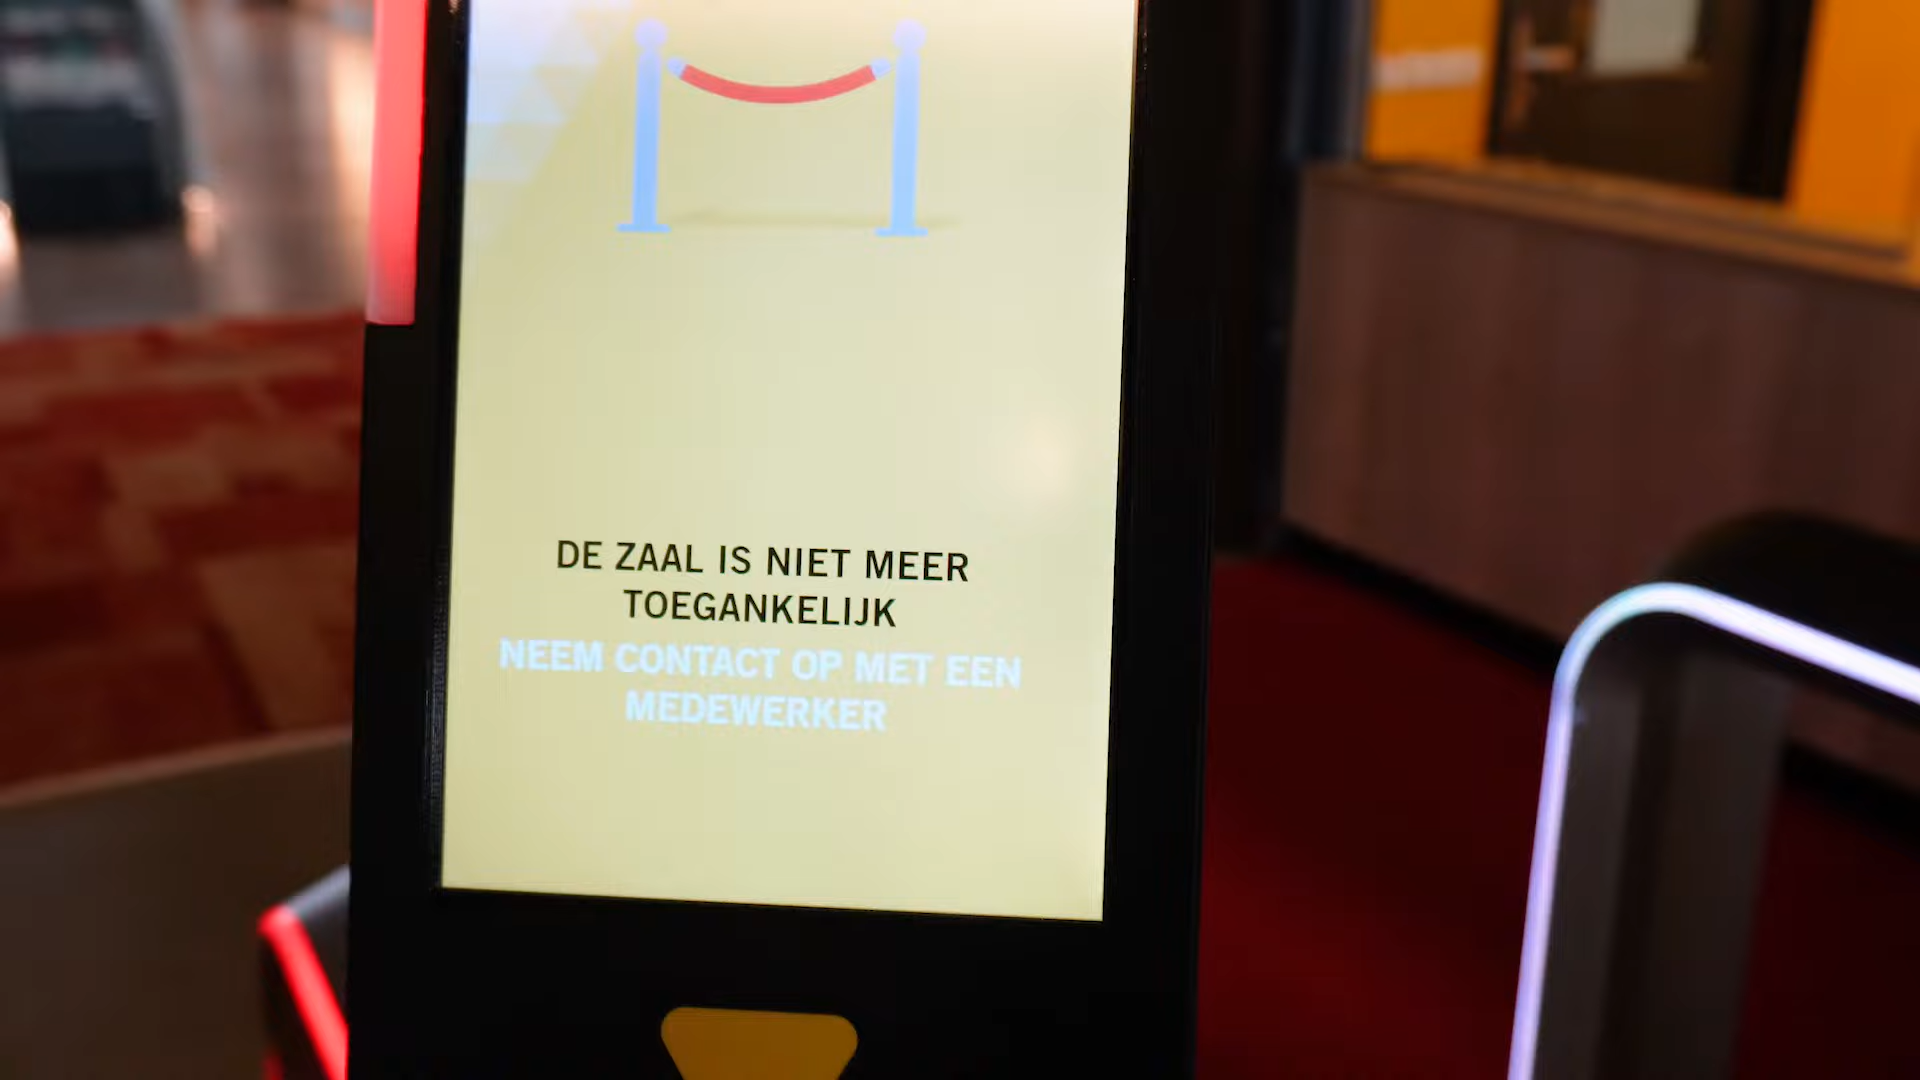 DE ZAAL IS NIET MEER
TOEGANKELIJK
NEEM CONTACT OP MET EEN
MEDEWERKER